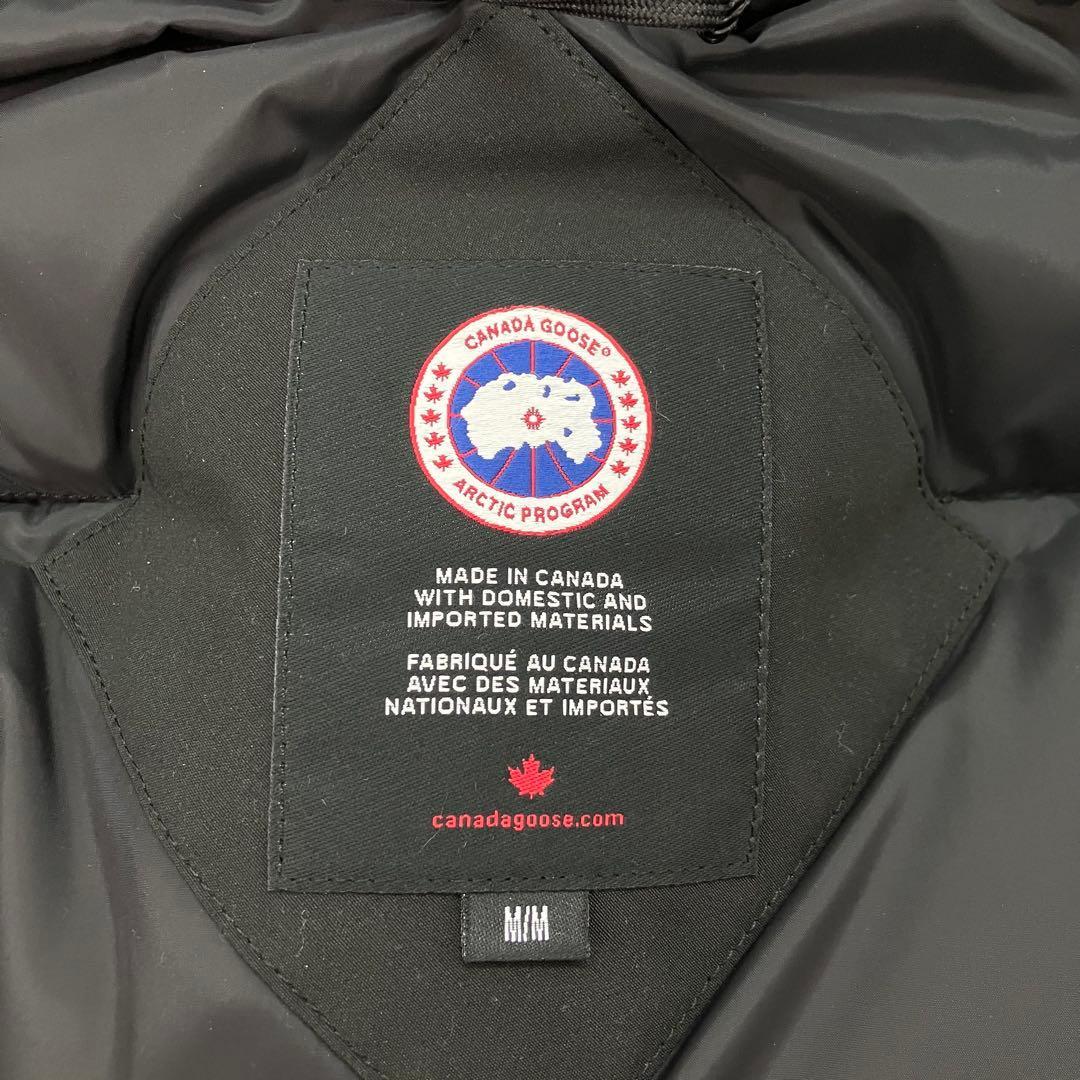 CANADA GOOSE®
ARCTIC PROGRAM
MADE IN CANADA
WITH DOMESTIC AND
IMPORTED MATERIALS
FABRIQUÉ AU CANADA
AVEC DES MATERIAUX
NATIONAUX ET IMPORTÉS
canadagoose.com
M/M